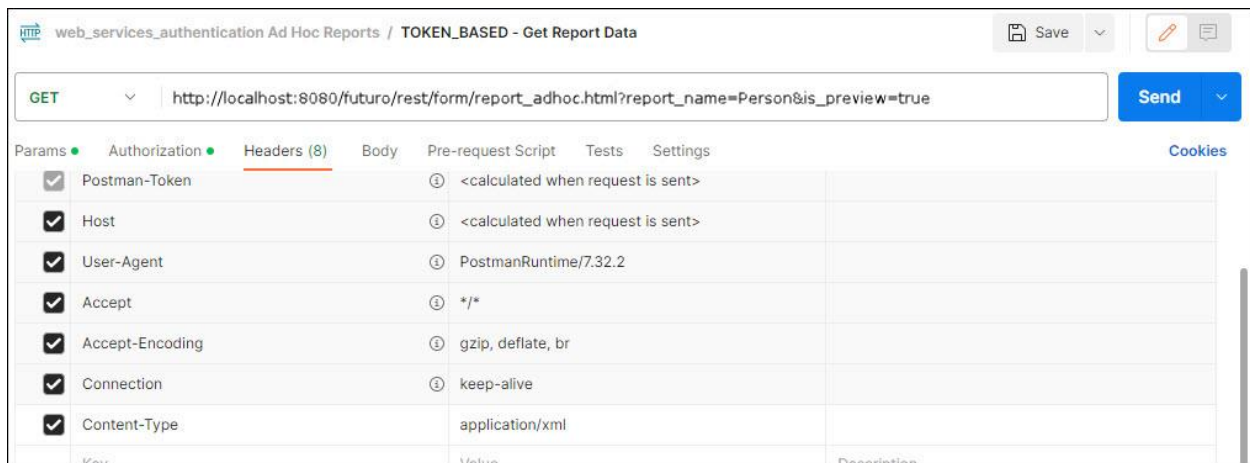 HTTP web_services_authentication Ad Hoc Reports / TOKEN_BASED - Get Report Data Save
GET http://localhost:8080/futuro/rest/form/report_adhoc.html?report_name=Person&is_preview=true Send
Params Authorization Headers (8) Body Pre-request Script Tests Settings Cookies
Postman-Token <calculated when request is sent>
Host <calculated when request is sent>
User-Agent PostmanRuntime/7.32.2
Accept */*
Accept-Encoding gzip, deflate, br
Connection keep-alive
Content-Type application/xml
Key Value Description